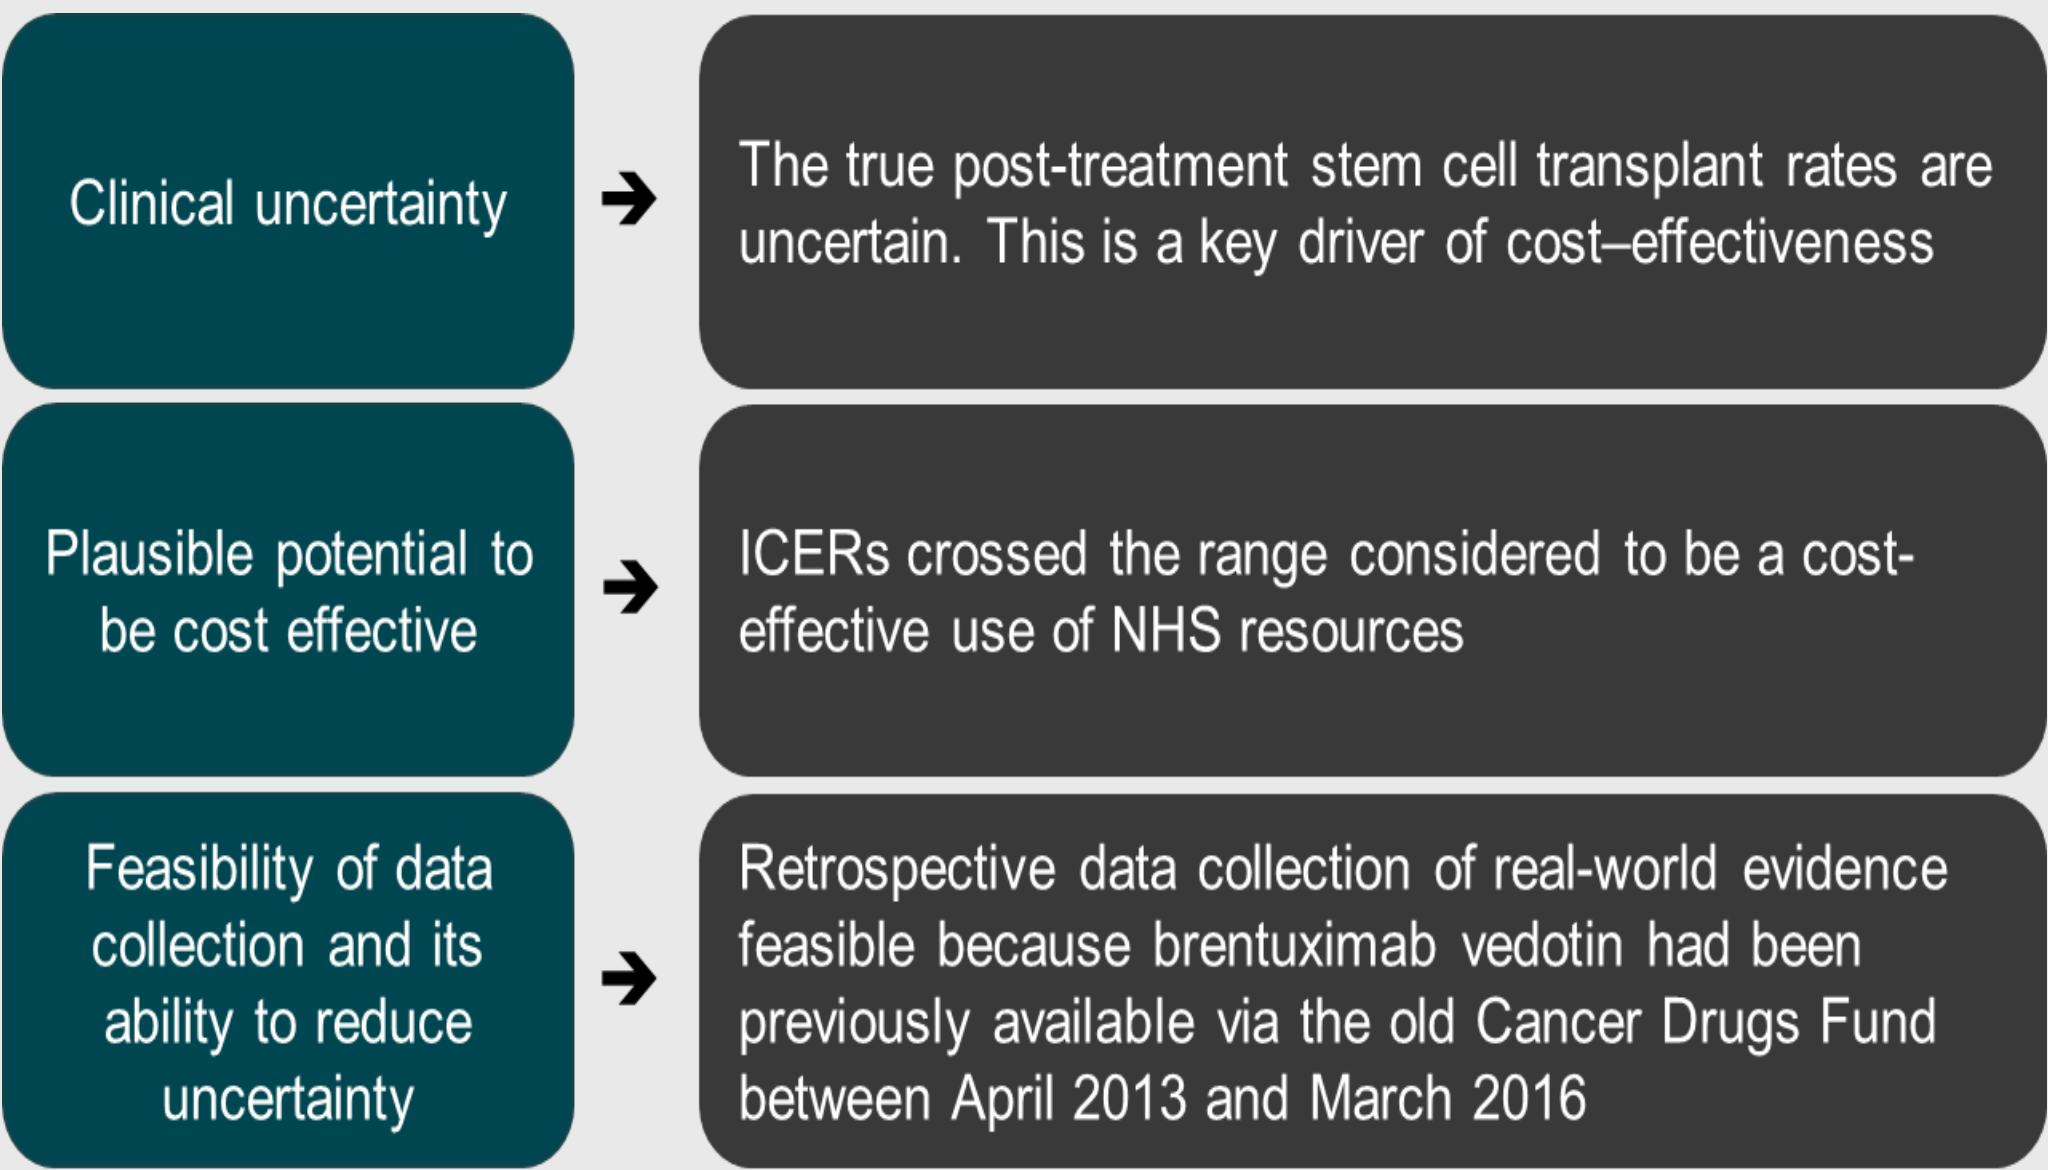 Clinical uncertainty
The true post-treatment stem cell transplant rates are
uncertain. This is a key driver of cost–effectiveness
Plausible potential to
be cost effective
ICERs crossed the range considered to be a cost-
effective use of NHS resources
Feasibility of data
collection and its
ability to reduce
uncertainty
Retrospective data collection of real-world evidence
feasible because brentuximab vedotin had been
previously available via the old Cancer Drugs Fund
between April 2013 and March 2016